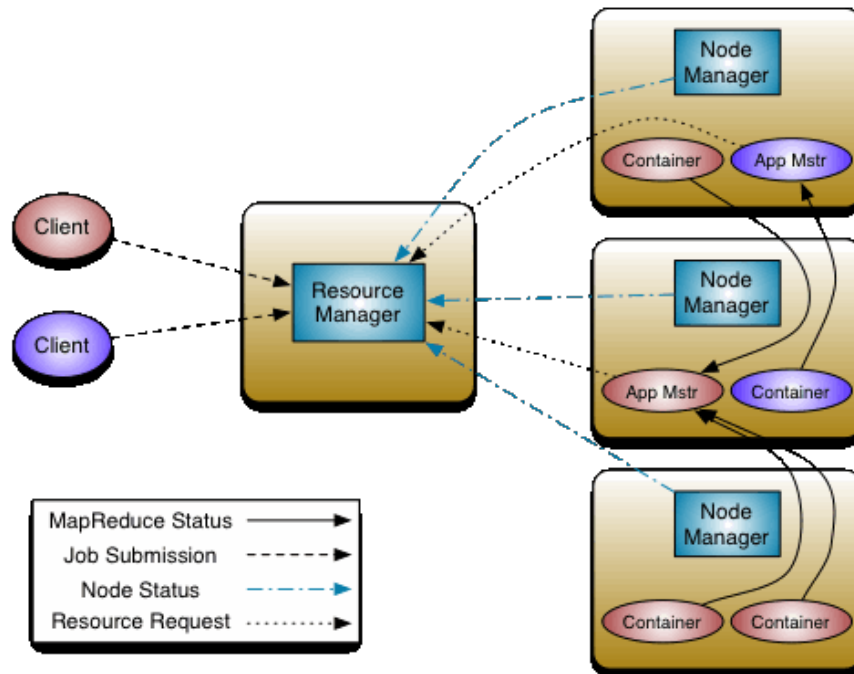 Node
Manager
Container
App Mstr
Client
Resource
Manager
Node
Manager
Client
App Mstr
Container
Node
Manager
Container
Container
MapReduce Status
Job Submission
Node Status
Resource Request